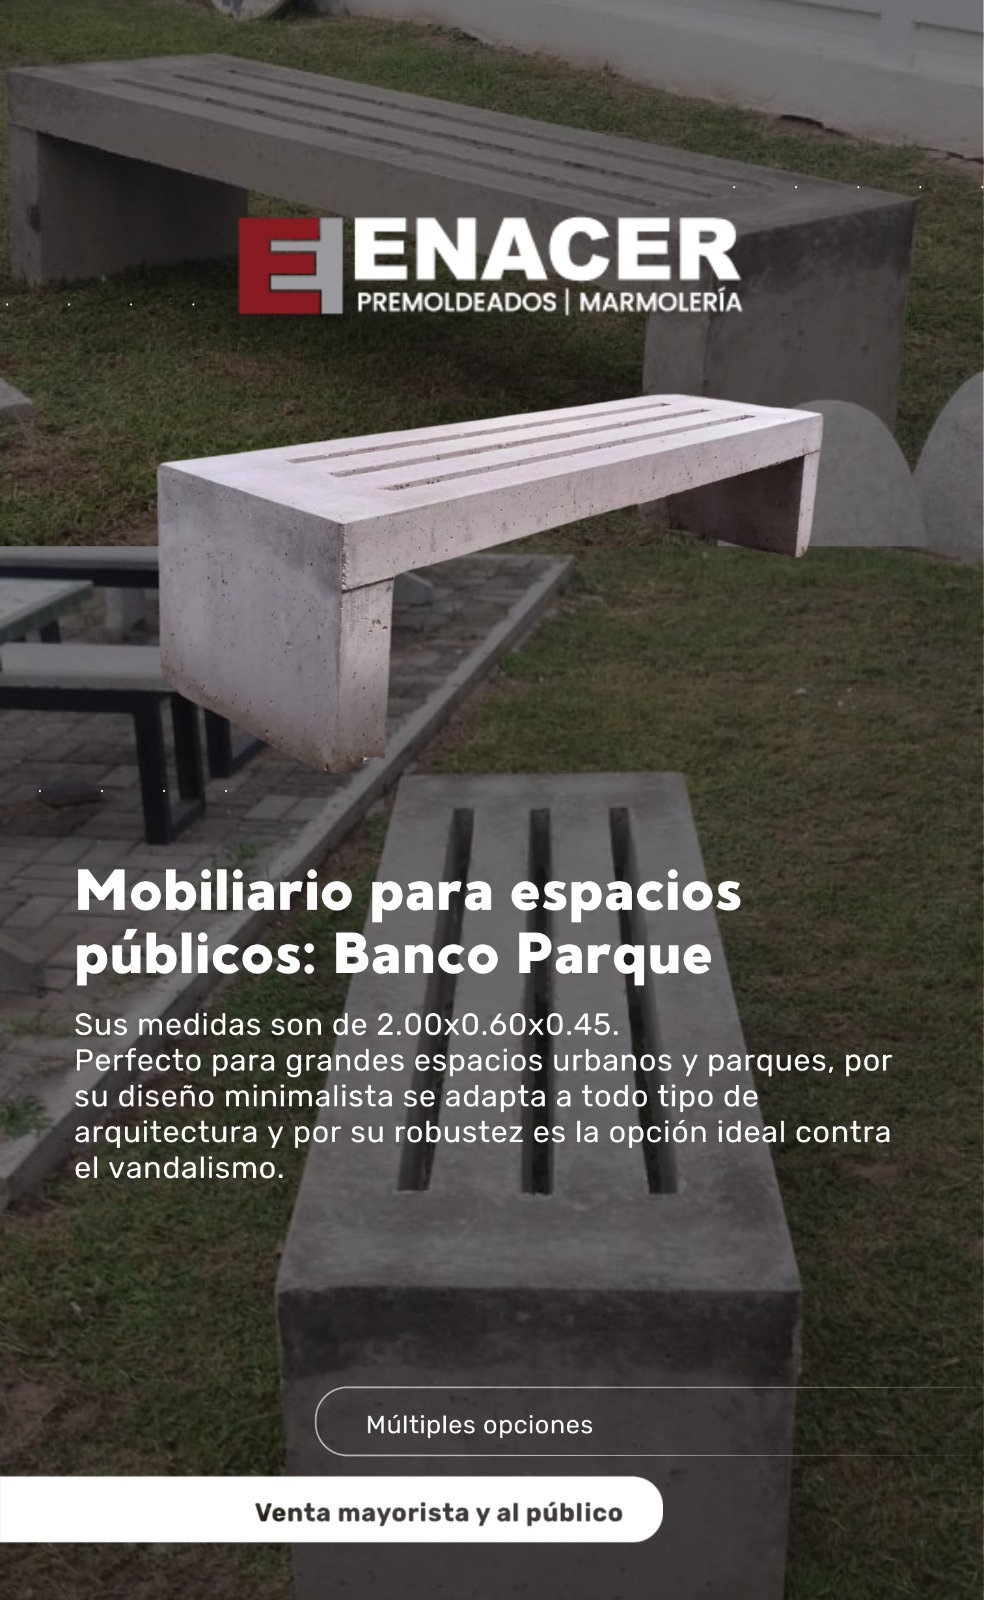 ENACER
PREMOLDEADOS | MARMOLERÍA
Mobiliario para espacios
públicos: Banco Parque
Sus medidas son de 2.00x0.60x0.45.
Perfecto para grandes espacios urbanos y parques, por
su diseño minimalista se adapta a todo tipo de
arquitectura y por su robustez es la opción ideal contra
el vandalismo.
Múltiples opciones
Venta mayorista y al público